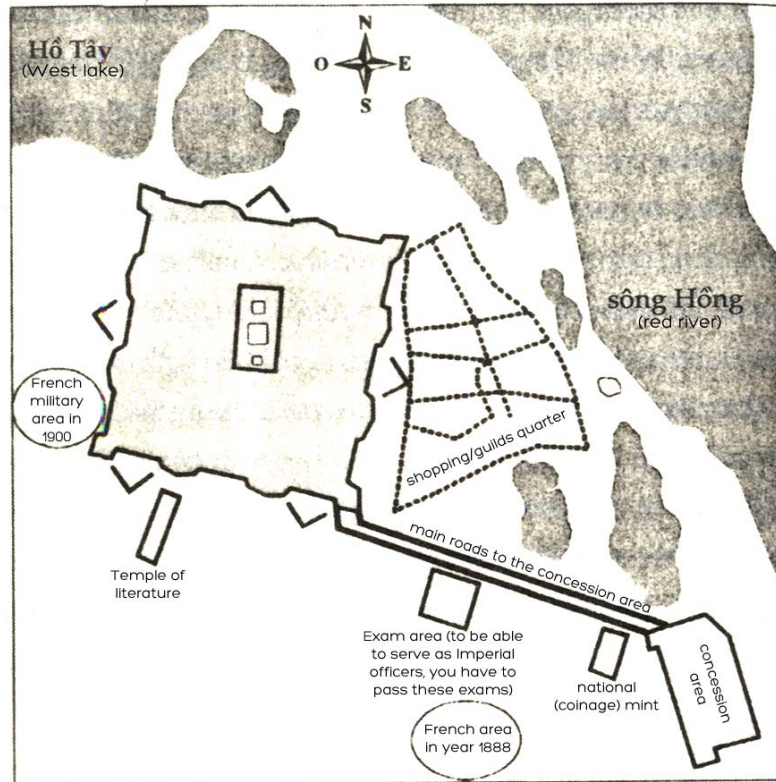 N
Hồ Tây
(West lake)
O E
S
sông Hồng
(red river)
French
military
area in
1900
shopping/guilds quarter
main roads to the concession area
Temple of
literature
Exam area (to be able
to serve as Imperial
officers, you have to
pass these exams)
national
(coinage) mint
concession
area
French area
in year 1888